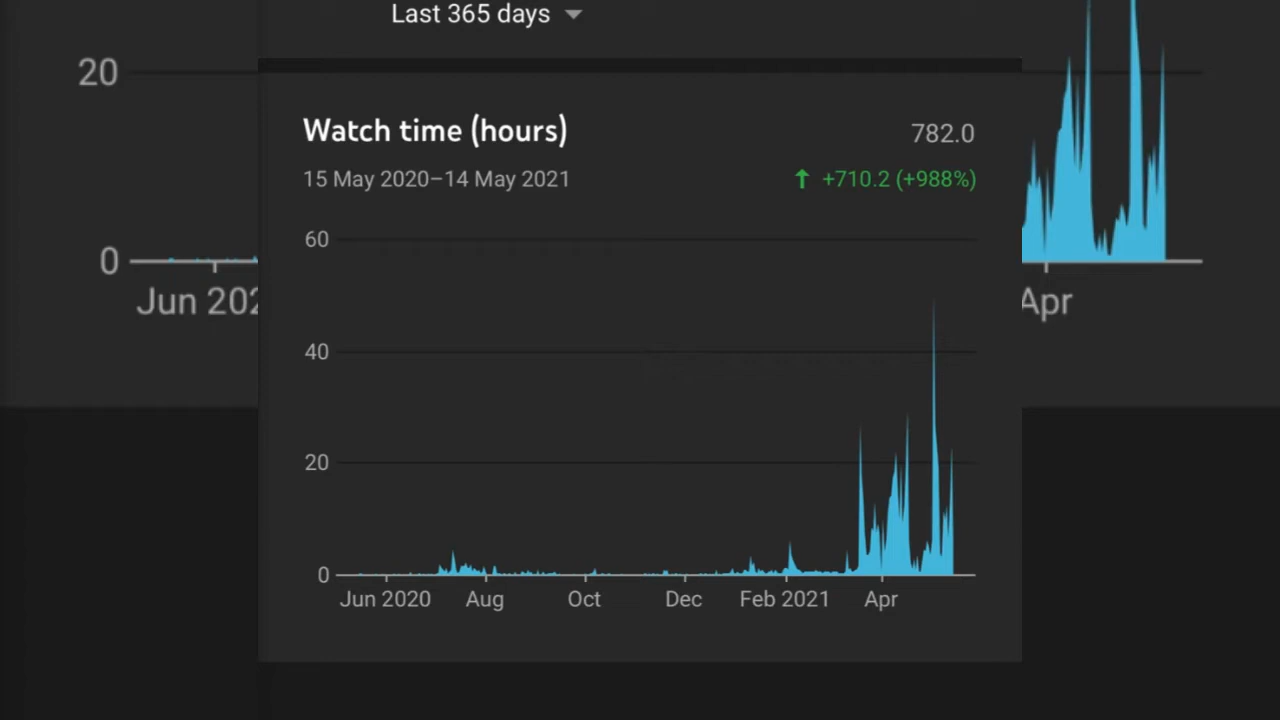 Last 365 days
20
0
Jun 202
Apr
Watch time (hours)
782.0
15 May 2020–14 May 2021
+710.2 (+988%)
60
40
20
0
Jun 2020 Aug Oct Dec Feb 2021 Apr